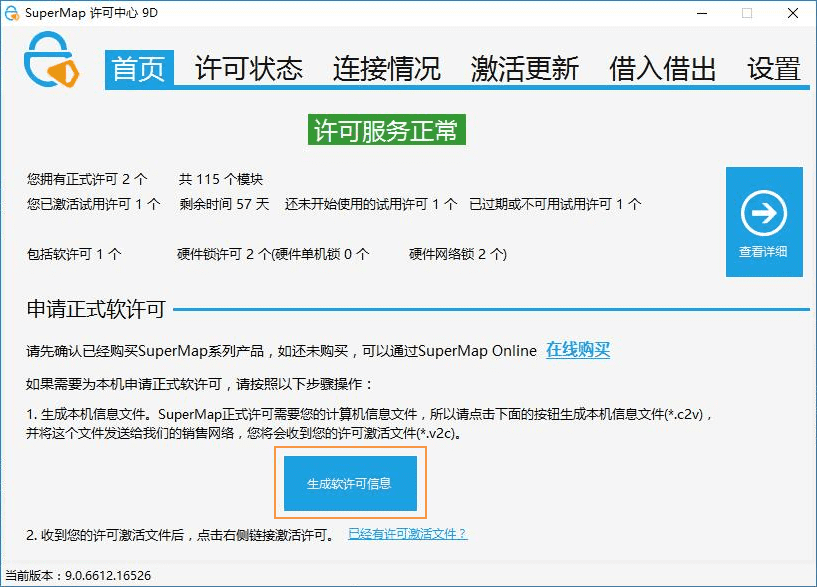 SuperMap 许可中心 9D
首页 许可状态 连接情况 激活更新 借入借出 设置
许可服务正常
您拥有正式许可 2 个 共 115 个模块
您已激活试用许可 1 个 剩余时间 57 天 还未开始使用的试用许可 1 个 已过期或不可用试用许可 1 个
查看详细
包括软许可 1 个 硬件锁许可 2 个(硬件单机锁 0 个 硬件网络锁 2 个)
申请正式软许可
请先确认已经购买SuperMap系列产品，如还未购买，可以通过SuperMap Online 在线购买
如果需要为本机申请正式软许可，请按照以下步骤操作：
1. 生成本机信息文件。SuperMap正式许可需要您的计算机信息文件，所以请点击下面的按钮生成本机信息文件(*.c2v)，
并将这个文件发送给我们的销售网络，您将会收到您的许可激活文件(*.v2c)。
生成软许可信息
2. 收到您的许可激活文件后，点击右侧链接激活许可。 已经有许可激活文件？
当前版本：9.0.6612.16526